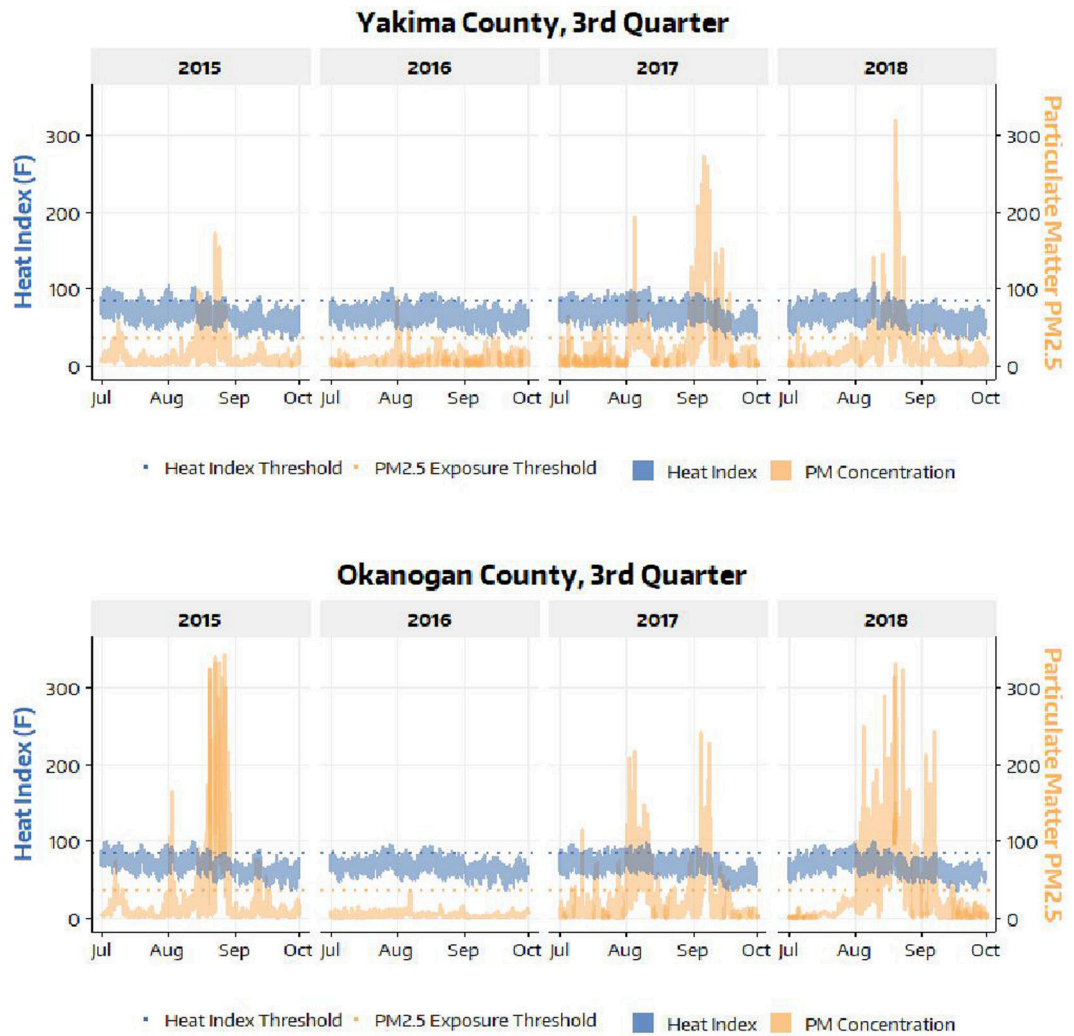 Yakima County, 3rd Quarter
2015 2016 2017 2018
Heat Index (F)
300
200
100
0
300
200
100
0
Particulate Matter PM2.5
Jul Aug Sep Oct Jul Aug Sep Oct Jul Aug Sep Oct Jul Aug Sep Oct
Heat Index Threshold PM2.5 Exposure Threshold Heat Index PM Concentration
Okanogan County, 3rd Quarter
2015 2016 2017 2018
Heat Index (F)
300
200
100
0
300
200
100
0
Particulate Matter PM2.5
Jul Aug Sep Oct Jul Aug Sep Oct Jul Aug Sep Oct Jul Aug Sep Oct
Heat Index Threshold PM2.5 Exposure Threshold Heat Index PM Concentration